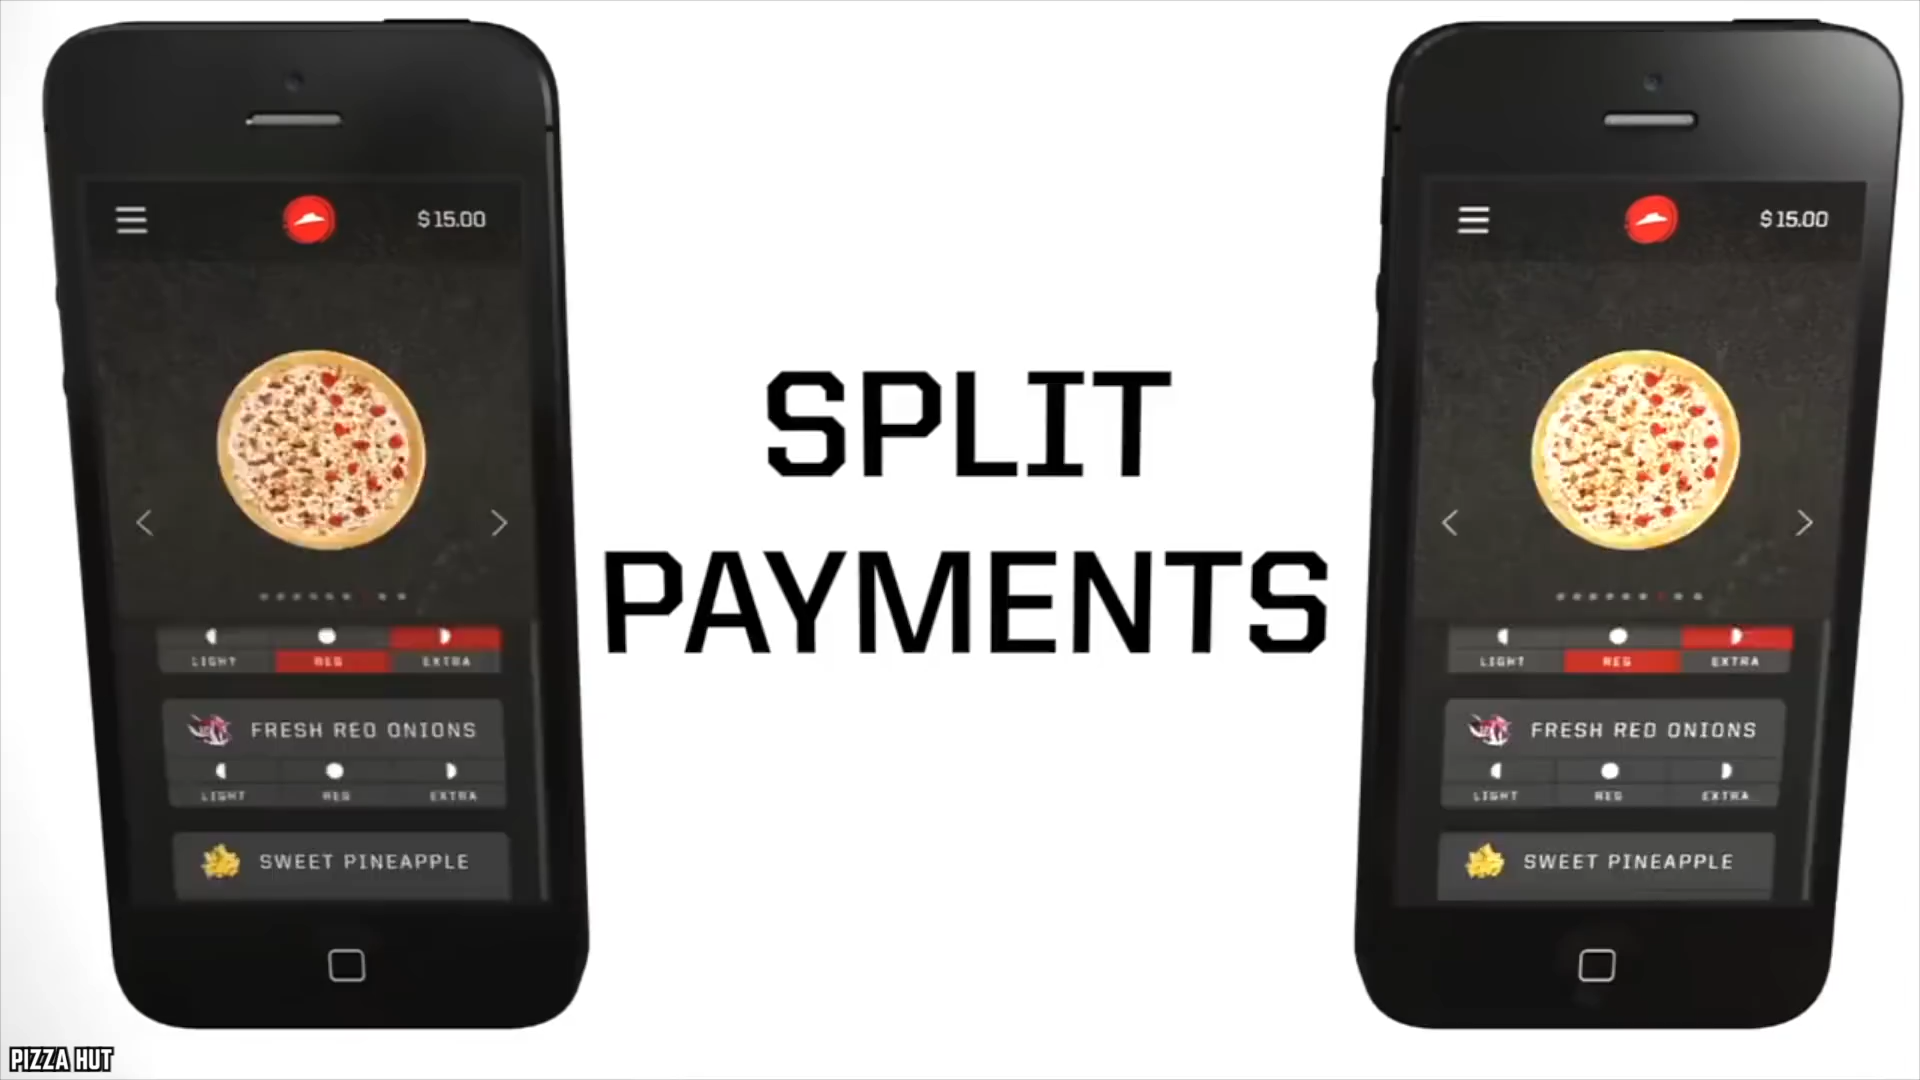 $15.00
LIGHT REG EXTRA
FRESH RED ONIONS
LIGHT REG EXTRA
SWEET PINEAPPLE
SPLIT
PAYMENTS
$15.00
LIGHT REG EXTRA
FRESH RED ONIONS
LIGHT REG EXTRA
SWEET PINEAPPLE
PIZZA HUT